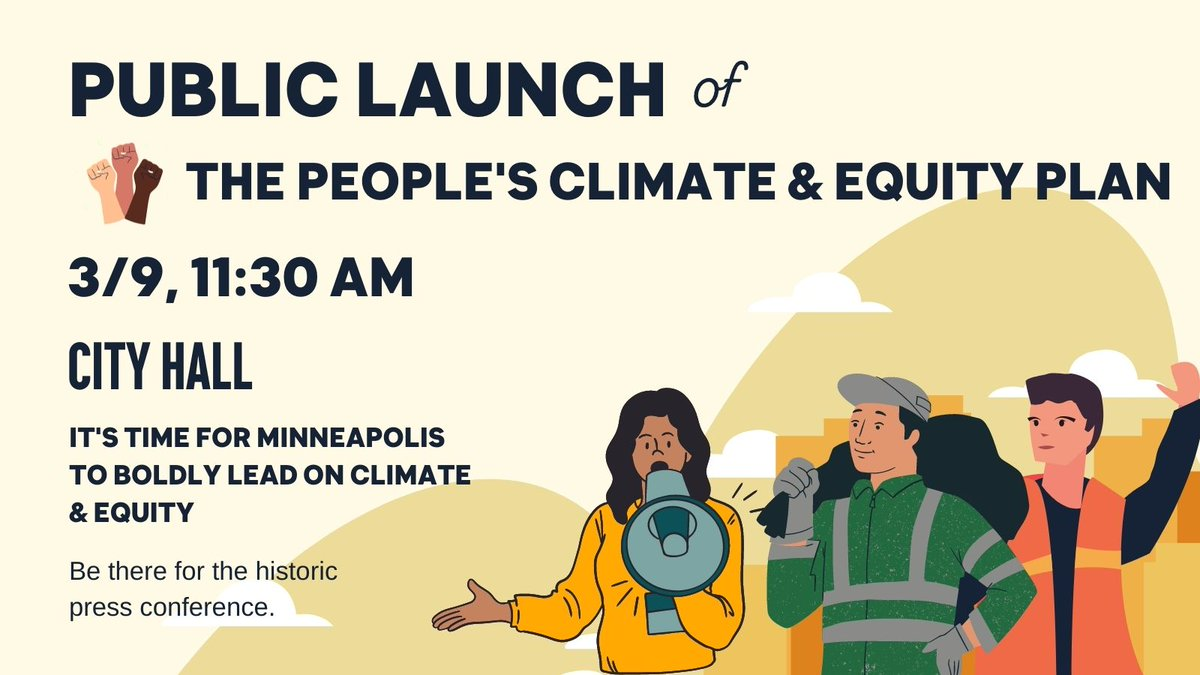 PUBLIC LAUNCH of
THE PEOPLE'S CLIMATE & EQUITY PLAN
3/9, 11:30 AM
CITY HALL
IT'S TIME FOR MINNEAPOLIS
TO BOLDLY LEAD ON CLIMATE
& EQUITY
Be there for the historic
press conference.